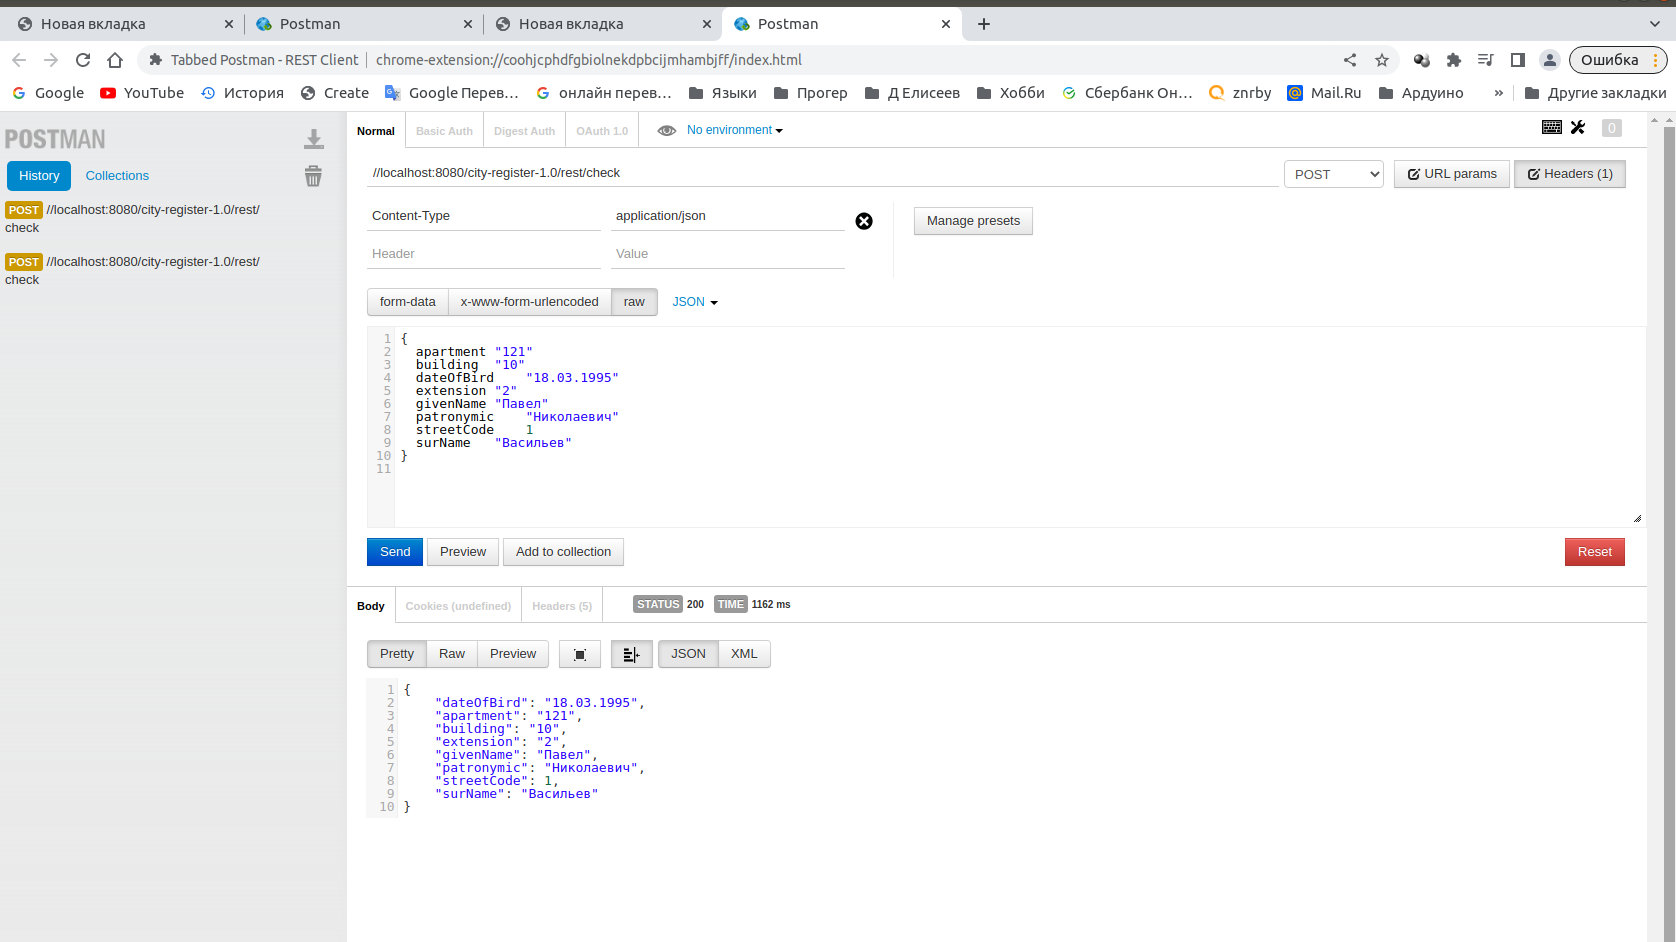 Новая вкладка
Postman
Новая вкладка
Postman
Tabbed Postman - REST Client | chrome-extension://coohjcphdfgbiolnekdpbcijmhambjff/index.html
Ошибка
Google YouTube История Create Google Перев... онлайн перев... Языки Прогер Д Елисеев Хобби Сбербанк Он... znrby Mail.Ru Ардуино » Другие закладки
POSTMAN
History Collections
POST //localhost:8080/city-register-1.0/rest/
check
POST //localhost:8080/city-register-1.0/rest/
check
Normal Basic Auth Digest Auth OAuth 1.0 No environment 0
//localhost:8080/city-register-1.0/rest/check POST URL params Headers (1)
Content-Type application/json Manage presets
Header Value
form-data x-www-form-urlencoded raw JSON
1 {
2 apartment "121"
3 building "10"
4 dateOfBird "18.03.1995"
5 extension "2"
6 givenName "Павел"
7 patronymic "Николаевич"
8 streetCode 1
9 surName "Васильев"
10 }
11
Send Preview Add to collection Reset
Body Cookies (undefined) Headers (5) STATUS 200 TIME 1162 ms
Pretty Raw Preview JSON XML
1 {
2 "dateOfBird": "18.03.1995",
3 "apartment": "121",
4 "building": "10",
5 "extension": "2",
6 "givenName": "Павел",
7 "patronymic": "Николаевич",
8 "streetCode": 1,
9 "surName": "Васильев"
10 }